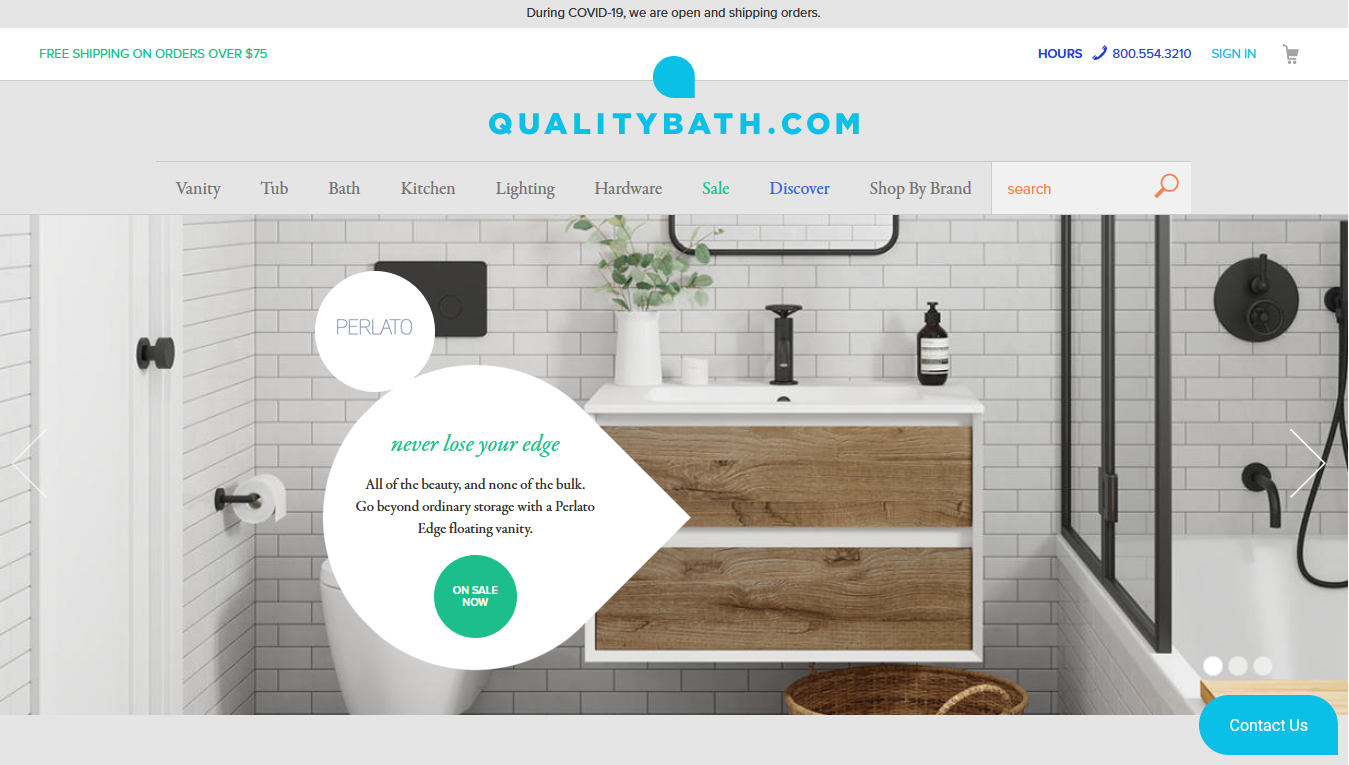 During COVID-19, we are open and shipping orders.
FREE SHIPPING ON ORDERS OVER $75
HOURS 800.554.3210 SIGN IN
QUALITYBATH.COM
Vanity Tub Bath Kitchen Lighting Hardware Sale Discover Shop By Brand search
PERLATO
never lose your edge
All of the beauty, and none of the bulk.
Go beyond ordinary storage with a Perlato
Edge floating vanity.
ON SALE
NOW
Contact Us